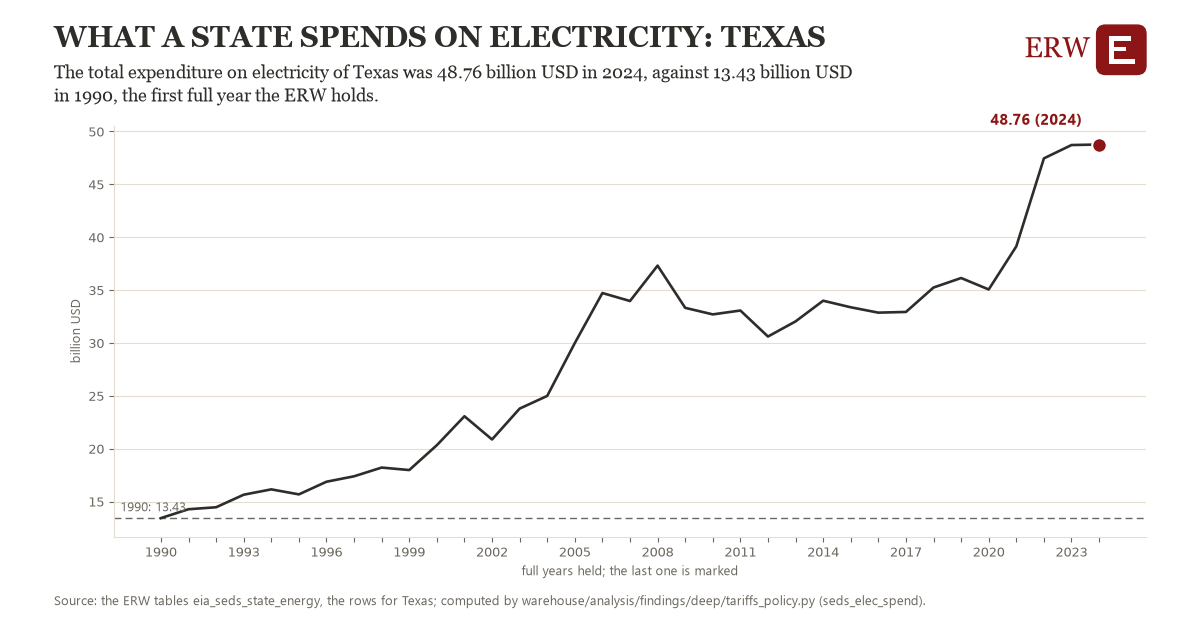 WHAT A STATE SPENDS ON ELECTRICITY: TEXAS
ERW E
The total expenditure on electricity of Texas was 48.76 billion USD in 2024, against 13.43 billion USD
in 1990, the first full year the ERW holds.
48.76 (2024)
50
45
40
35
30
25
20
15
billion USD
1990: 13.43
1990 1993 1996 1999 2002 2005 2008 2011 2014 2017 2020 2023
full years held; the last one is marked
Source: the ERW tables eia_seds_state_energy, the rows for Texas; computed by warehouse/analysis/findings/deep/tariffs_policy.py (seds_elec_spend).